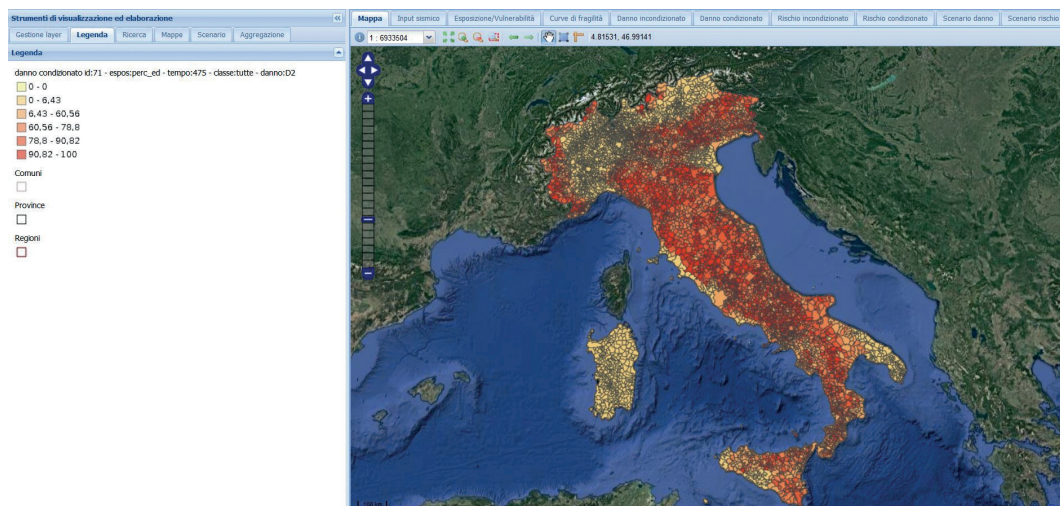 Strumenti di visualizzazione ed elaborazione
Gestione layer Legenda Ricerca Mappe Scenario Aggregazione
Legenda
danno condizionato id:71 - espos:perc_ed - tempo:475 - classe:tutte - danno:D2
0 - 0
0 - 6,43
6,43 - 60,56
60,56 - 78,8
78,8 - 90,82
90,82 - 100
Comuni
Province
Regioni
Mappa Input sismico Esposizione/Vulnerabilità Curve di fragilità Danno incondizionato Danno condizionato Rischio incondizionato Rischio condizionato Scenario danno Scenario rischio
1 : 6933504 4.81531, 46.99141